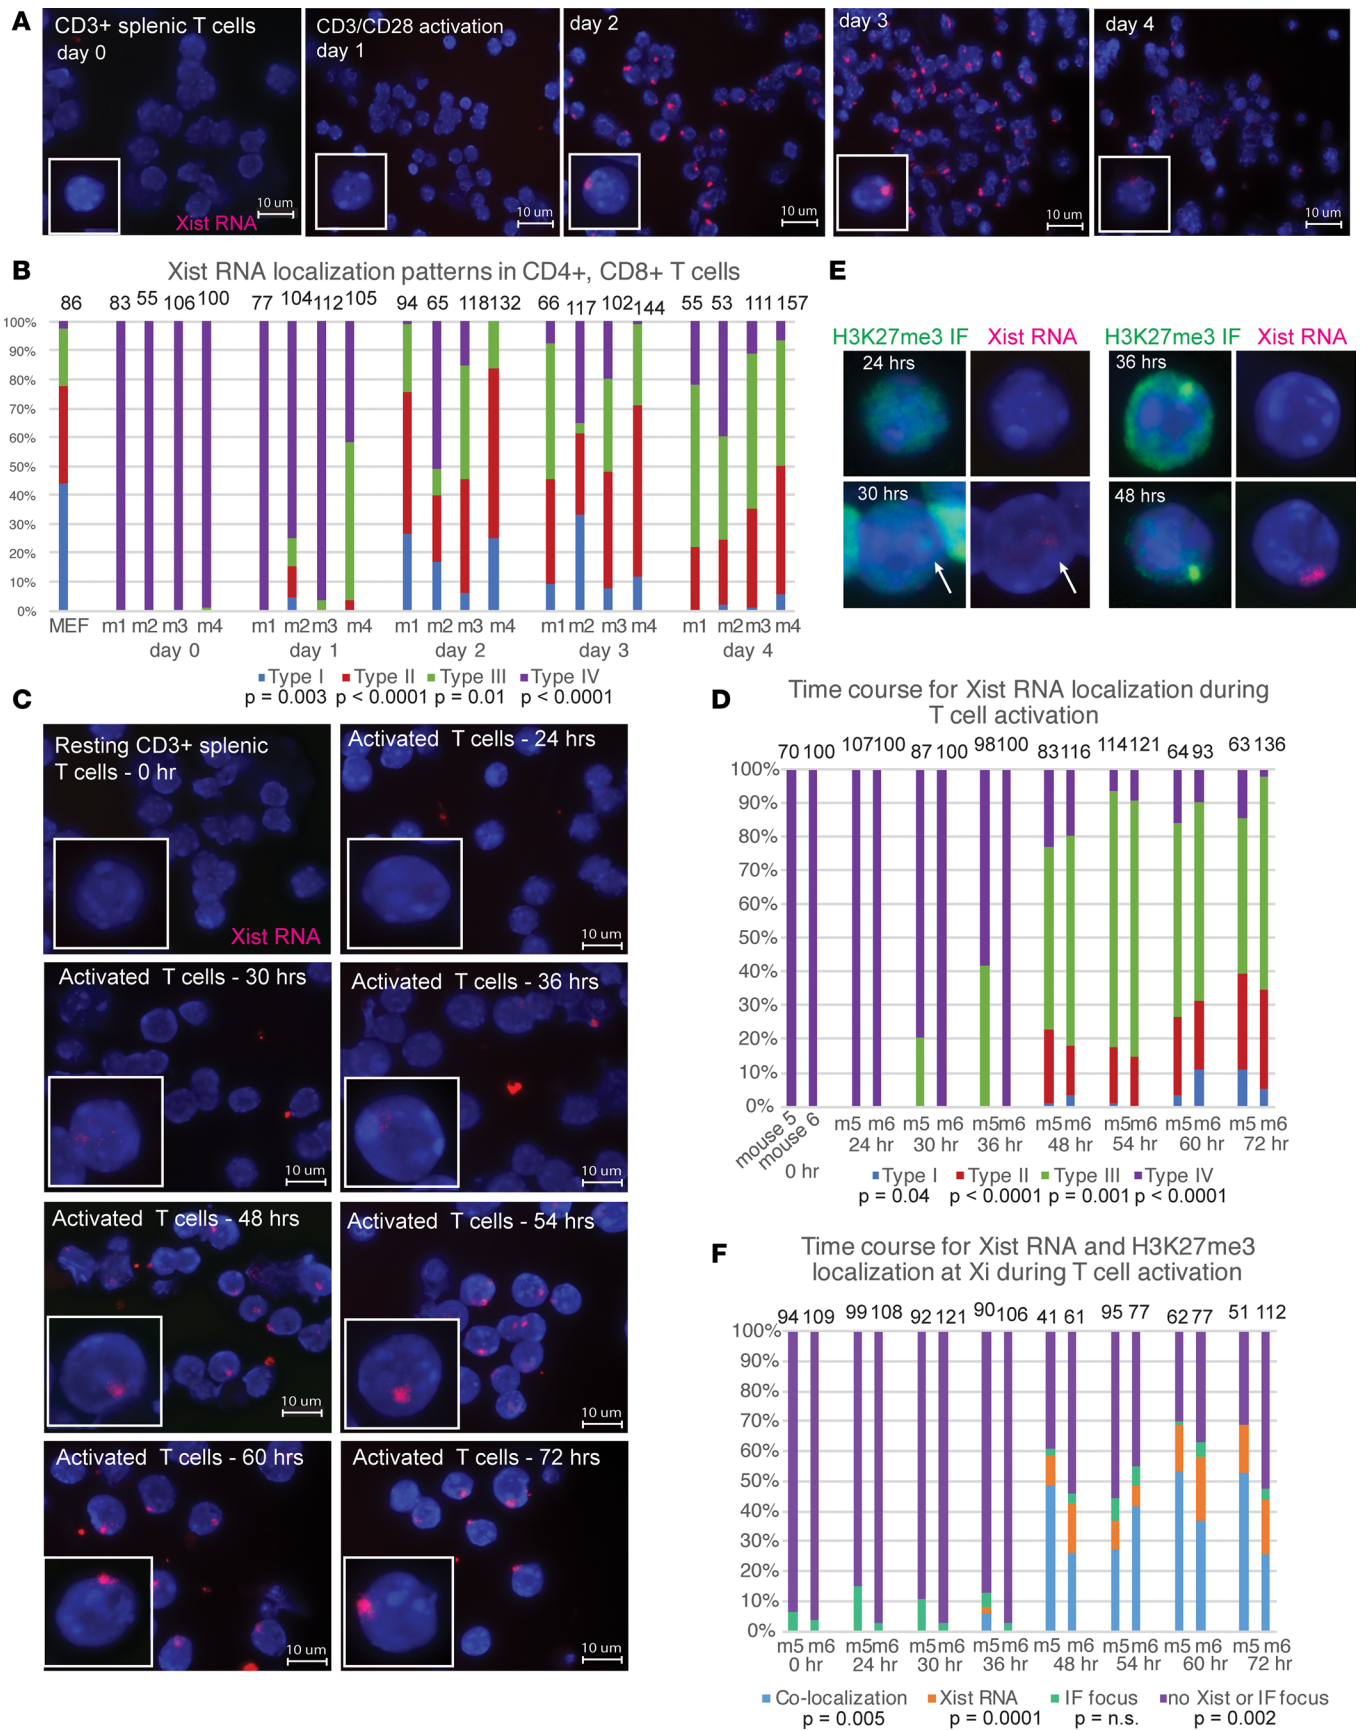 A
CD3+ splenic T cells
day 0
Xist RNA
10 um
CD3/CD28 activation
day 1
10 um
day 2
10 um
day 3
10 um
day 4
10 um
B
Xist RNA localization patterns in CD4+, CD8+ T cells
86 83 55 106 100 77 104 112 105 94 65 118 132 66 117 102 144 55 53 111 157
100%
90%
80%
70%
60%
50%
40%
30%
20%
10%
0%
MEF m1 m2 m3 m4 m1 m2 m3 m4 m1 m2 m3 m4 m1 m2 m3 m4 m1 m2 m3 m4
day 0 day 1 day 2 day 3 day 4
Type I Type II Type III Type IV
p = 0.003 p < 0.0001 p = 0.01 p < 0.0001
E
H3K27me3 IF Xist RNA H3K27me3 IF Xist RNA
24 hrs 36 hrs
30 hrs 48 hrs
C
Resting CD3+ splenic
T cells - 0 hr
Xist RNA
Activated T cells - 24 hrs
10 um
Activated T cells - 30 hrs
10 um
Activated T cells - 36 hrs
10 um
Activated T cells - 48 hrs
10 um
Activated T cells - 54 hrs
10 um
Activated T cells - 60 hrs
10 um
Activated T cells - 72 hrs
10 um
D
Time course for Xist RNA localization during
T cell activation
70 100 107 100 87 100 98 100 83 116 114 121 64 93 63 136
100%
90%
80%
70%
60%
50%
40%
30%
20%
10%
0%
mouse 5 mouse 6 m5 m6 m5 m6 m5 m6 m5 m6 m5 m6 m5 m6 m5 m6
0 hr 24 hr 30 hr 36 hr 48 hr 54 hr 60 hr 72 hr
Type I Type II Type III Type IV
p = 0.04 p < 0.0001 p = 0.001 p < 0.0001
F
Time course for Xist RNA and H3K27me3
localization at Xi during T cell activation
94 109 99 108 92 121 90 106 41 61 95 77 62 77 51 112
100%
90%
80%
70%
60%
50%
40%
30%
20%
10%
0%
m5 m6 m5 m6 m5 m6 m5 m6 m5 m6 m5 m6 m5 m6 m5 m6
0 hr 24 hr 30 hr 36 hr 48 hr 54 hr 60 hr 72 hr
Co-localization Xist RNA IF focus no Xist or IF focus
p = 0.005 p = 0.0001 p = n.s. p = 0.002